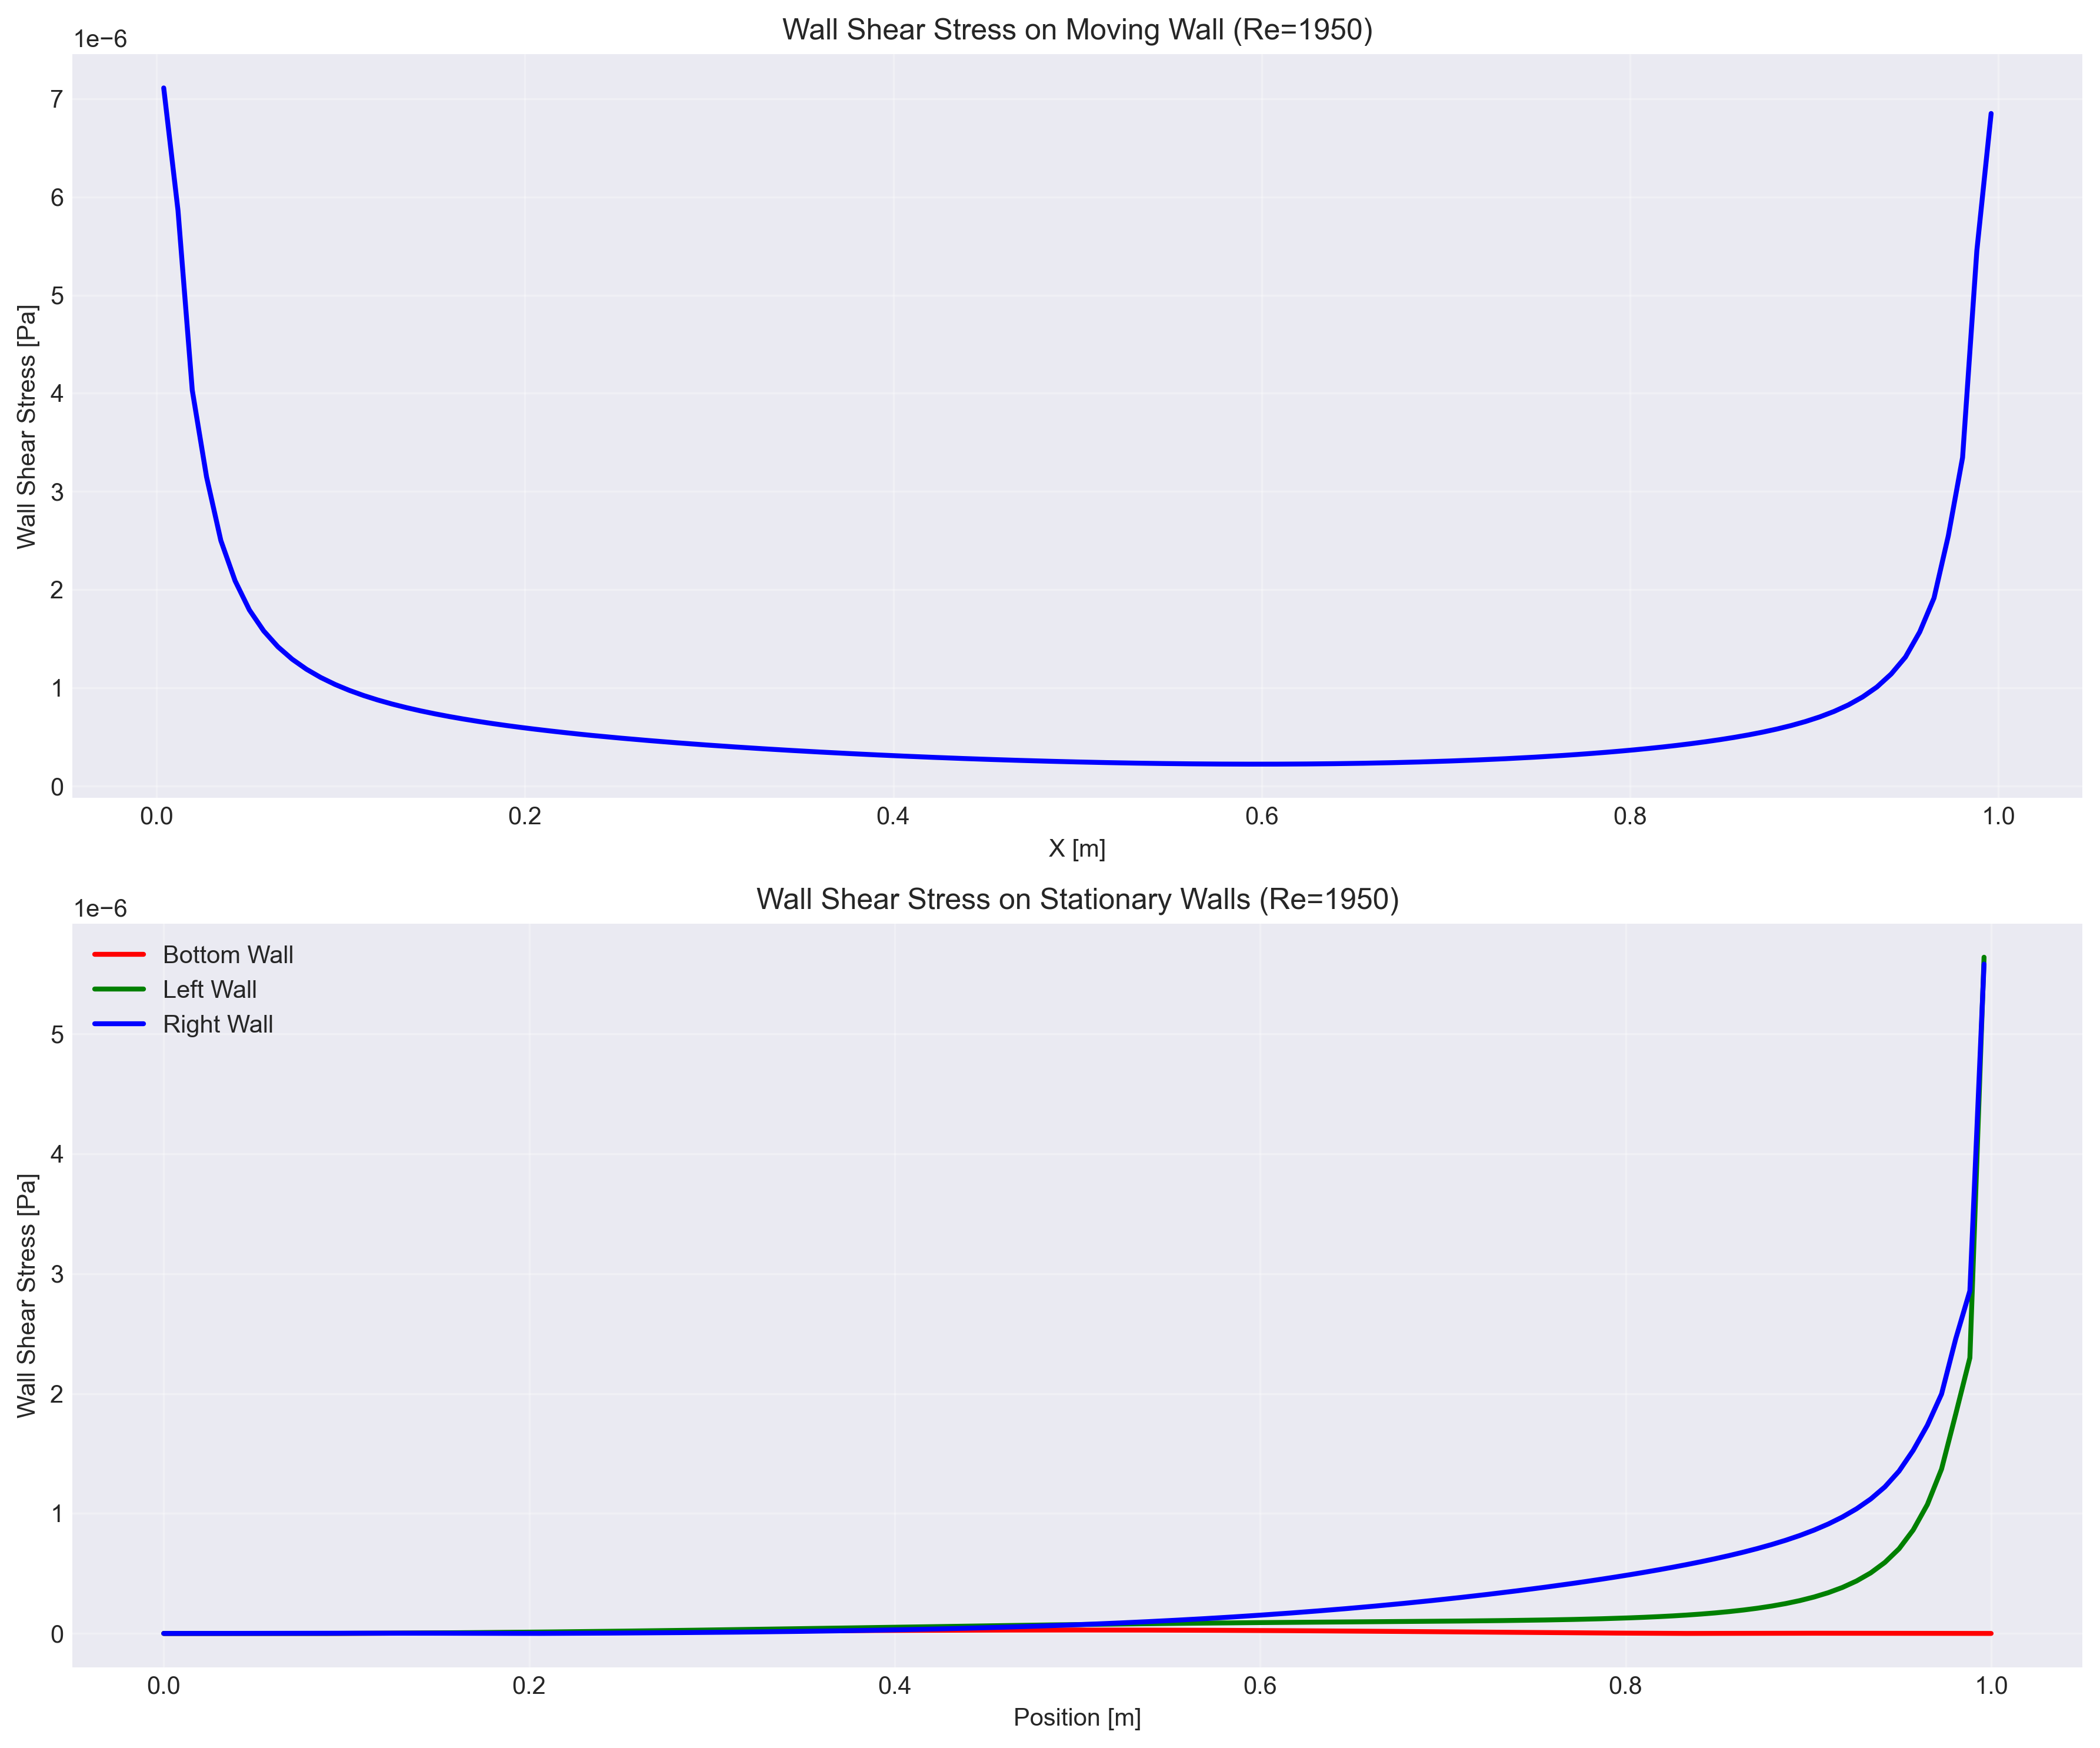 Wall Shear Stress on Moving Wall (Re=1950)
1e−6
7
6
5
4
3
2
1
0
Wall Shear Stress [Pa]
0.0 0.2 0.4 0.6 0.8 1.0
X [m]
Wall Shear Stress on Stationary Walls (Re=1950)
1e−6
Bottom Wall
Left Wall
Right Wall
5
4
3
2
1
0
Wall Shear Stress [Pa]
0.0 0.2 0.4 0.6 0.8 1.0
Position [m]